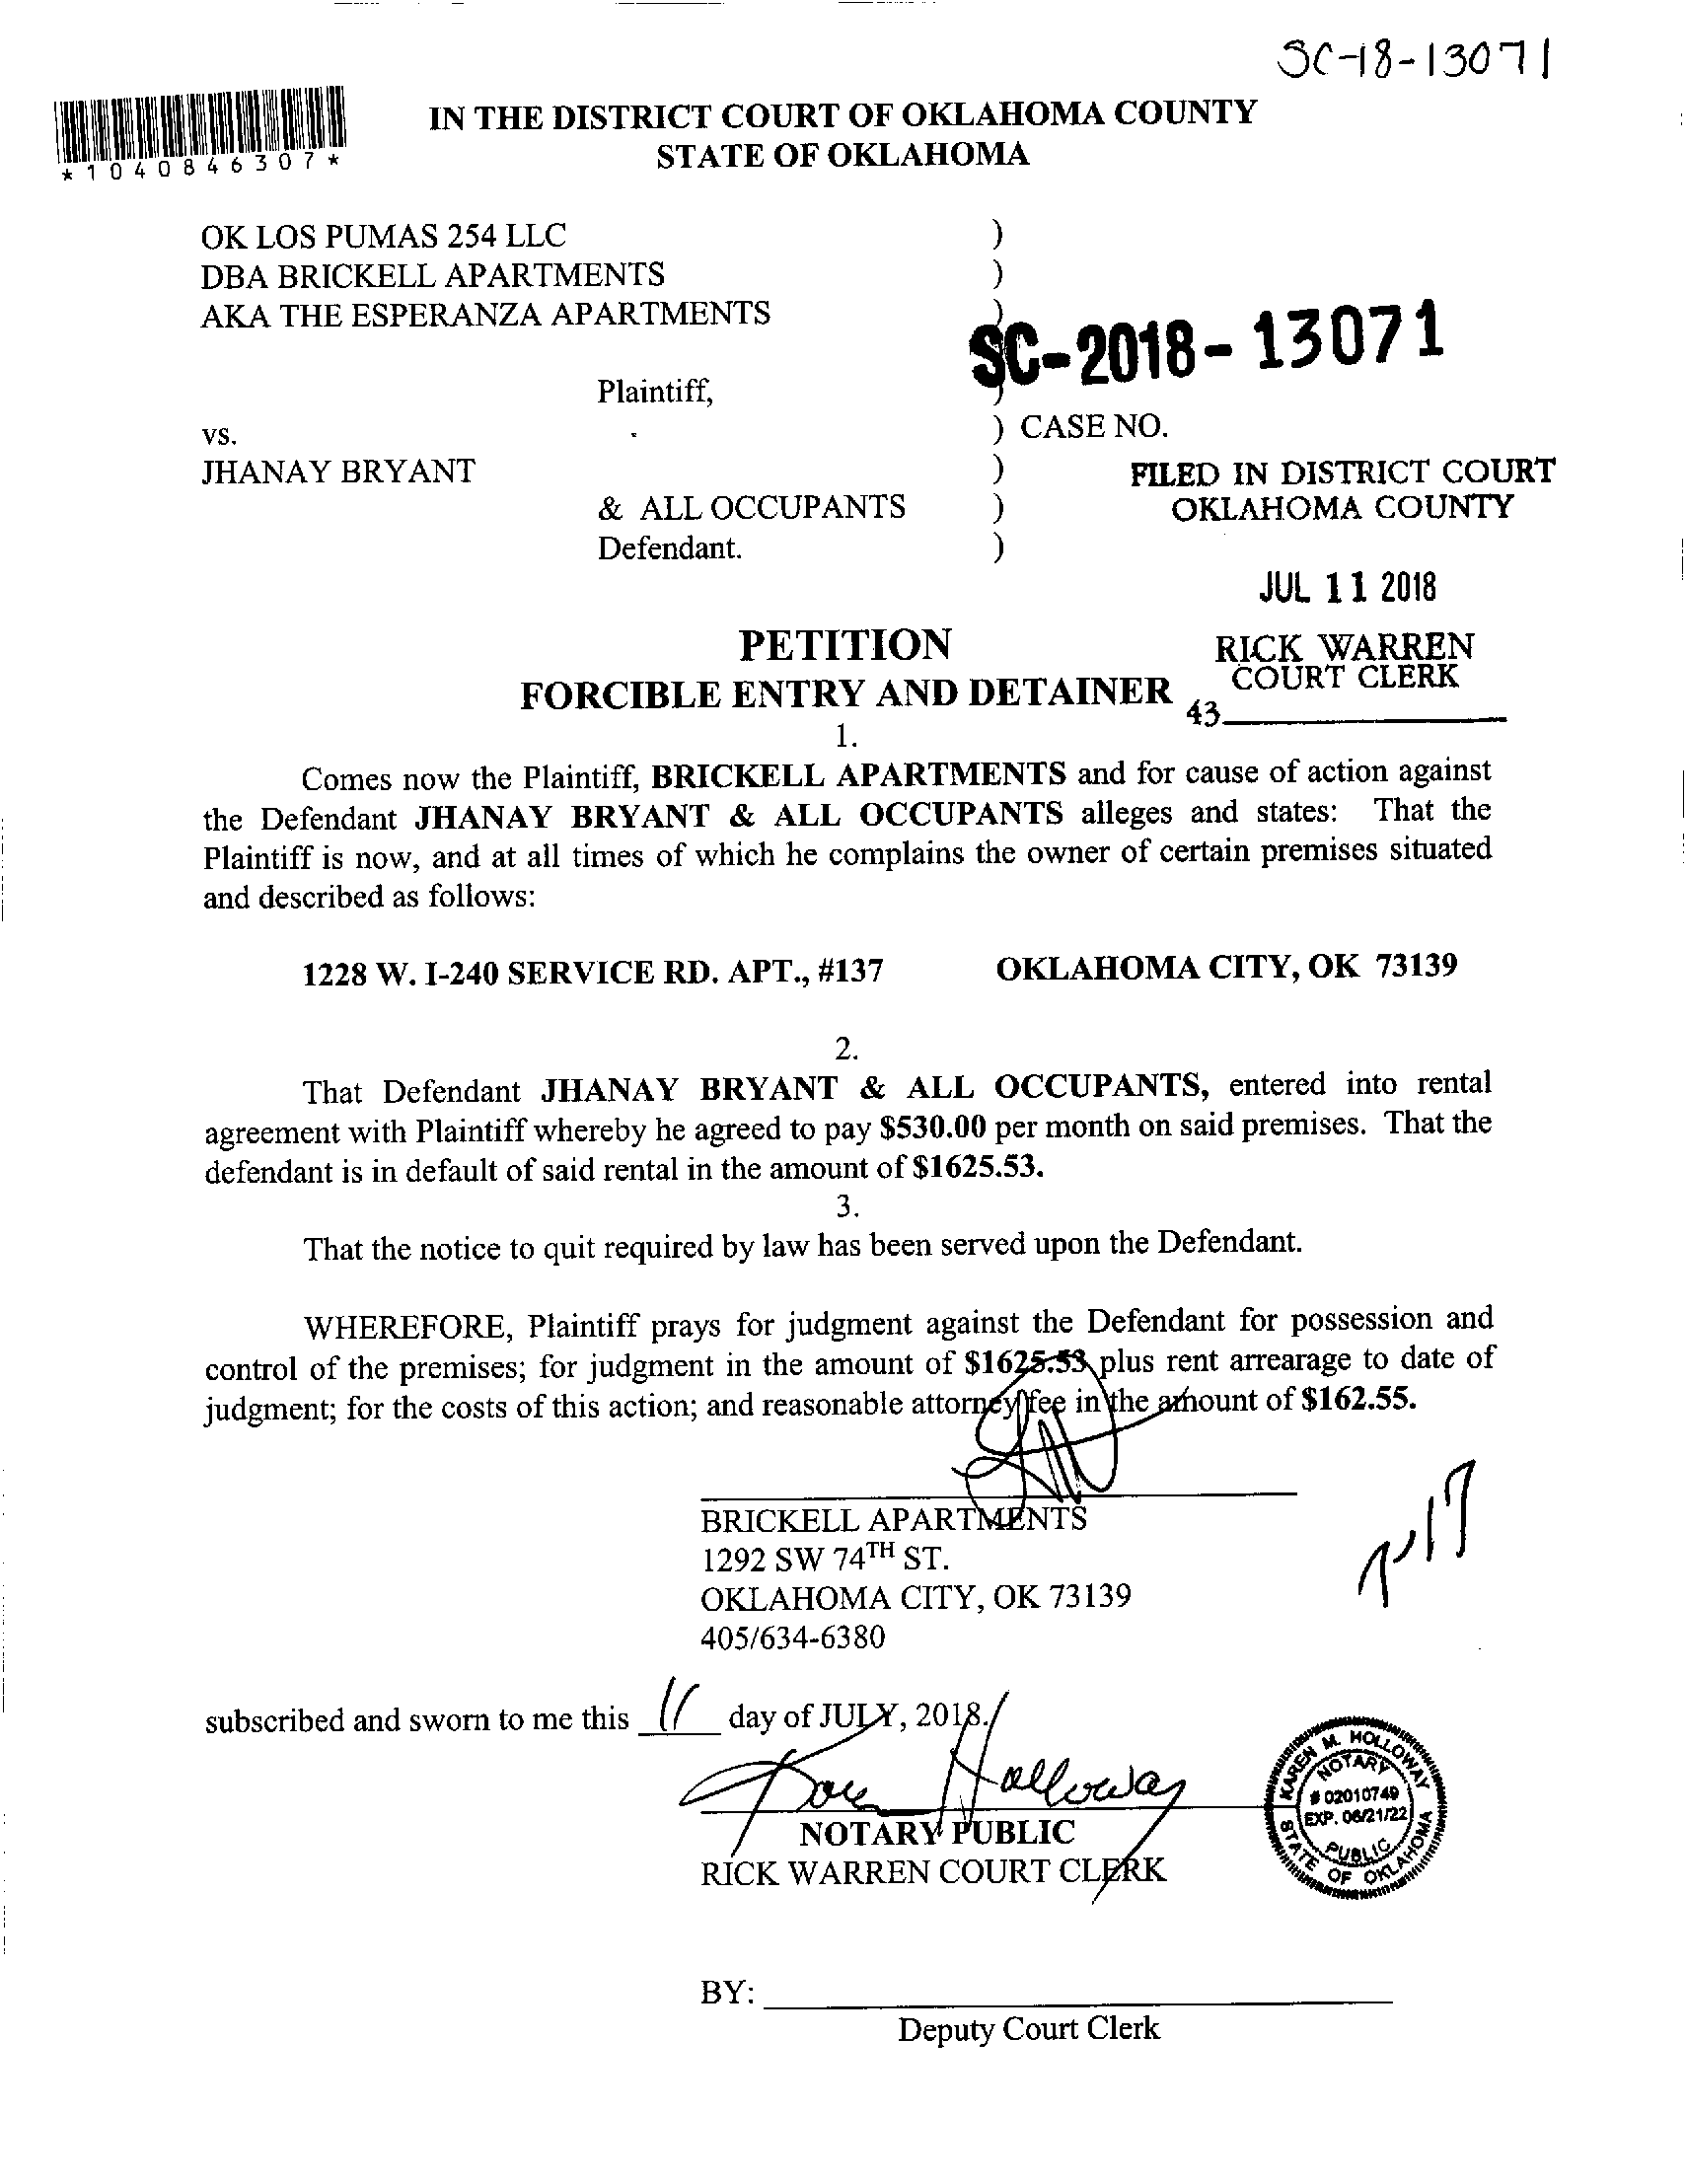 SC-18-13071
*1040846307*
IN THE DISTRICT COURT OF OKLAHOMA COUNTY
STATE OF OKLAHOMA
OK LOS PUMAS 254 LLC )
DBA BRICKELL APARTMENTS )
AKA THE ESPERANZA APARTMENTS )
SC-2018-13071
Plaintiff, )
vs. ) CASE NO.
JHANAY BRYANT )
FILED IN DISTRICT COURT
& ALL OCCUPANTS )
OKLAHOMA COUNTY
Defendant. )
JUL 11 2018
PETITION
RICK WARREN
COURT CLERK
FORCIBLE ENTRY AND DETAINER
43
1.
Comes now the Plaintiff, BRICKELL APARTMENTS and for cause of action against
the Defendant JHANAY BRYANT & ALL OCCUPANTS alleges and states: That the
Plaintiff is now, and at all times of which he complains the owner of certain premises situated
and described as follows:
1228 W. I-240 SERVICE RD. APT., #137 OKLAHOMA CITY, OK 73139
2.
That Defendant JHANAY BRYANT & ALL OCCUPANTS, entered into rental
agreement with Plaintiff whereby he agreed to pay $530.00 per month on said premises. That the
defendant is in default of said rental in the amount of $1625.53.
3.
That the notice to quit required by law has been served upon the Defendant.
WHEREFORE, Plaintiff prays for judgment against the Defendant for possession and
control of the premises; for judgment in the amount of $1625.53 plus rent arrearage to date of
judgment; for the costs of this action; and reasonable attorney fee in the amount of $162.55.
BRICKELL APARTMENTS
1292 SW 74TH ST.
OKLAHOMA CITY, OK 73139
405/634-6380
7-17
subscribed and sworn to me this 11 day of JULY, 2018.
Karen Holloway
NOTARY PUBLIC
RICK WARREN COURT CLERK
KAREN M. HOLLOWAY
NOTARY
# 02010749
EXP. 06/21/22
PUBLIC
STATE OF OKLAHOMA
BY:
Deputy Court Clerk